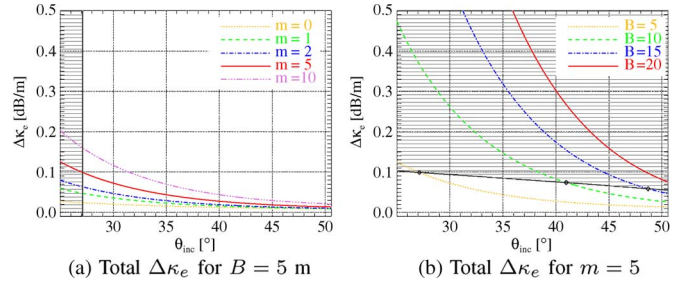 0.5
0.4
0.3
0.2
0.1
0.0
Δκe [dB/m]
m = 0
m = 1
m = 2
m = 5
m = 10
30 35 40 45 50
θinc [°]
(a) Total Δκe for B = 5 m
0.5
0.4
0.3
0.2
0.1
0.0
Δκe [dB/m]
B = 5
B = 10
B = 15
B = 20
30 35 40 45 50
θinc [°]
(b) Total Δκe for m = 5